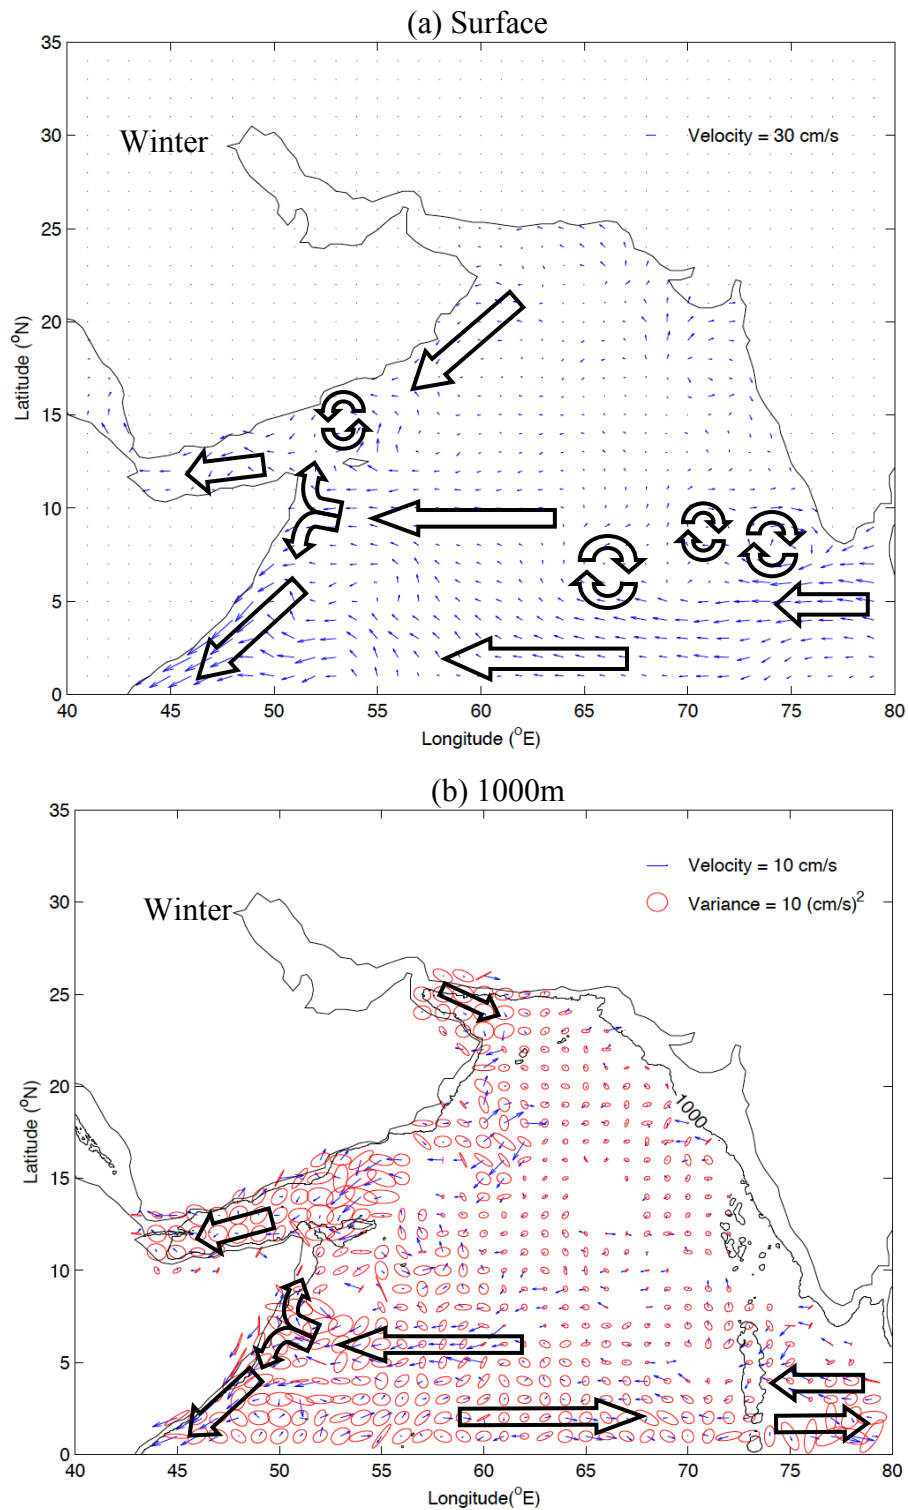 (a) Surface
35
30
25
20
15
10
5
0
Latitude (°N)
Winter
Velocity = 30 cm/s
40 45 50 55 60 65 70 75 80
Longitude (°E)
(b) 1000m
35
30
25
20
15
10
5
0
Latitude (°N)
Winter
Velocity = 10 cm/s
Variance = 10 (cm/s)²
1000
40 45 50 55 60 65 70 75 80
Longitude(°E)